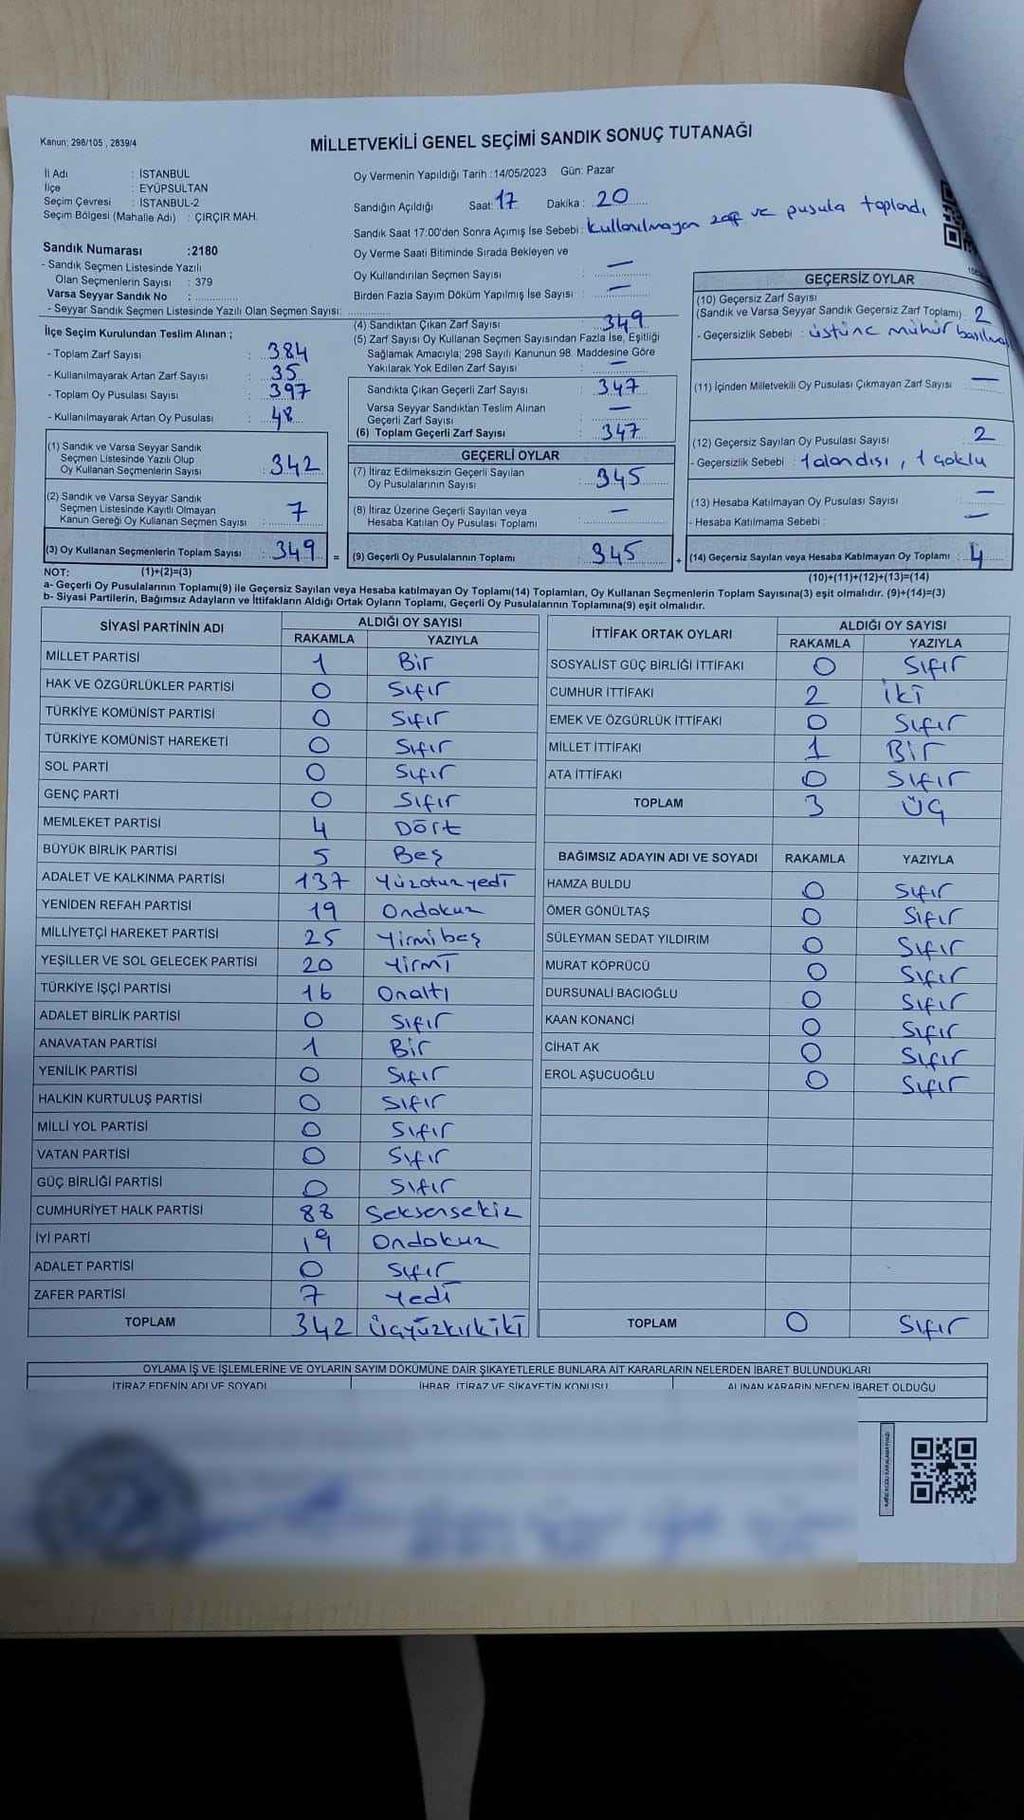 Kanun: 298/105 , 2839/4
MİLLETVEKİLİ GENEL SEÇİMİ SANDIK SONUÇ TUTANAĞI
İl Adı : İSTANBUL
İlçe : EYÜPSULTAN
Seçim Çevresi : İSTANBUL-2
Seçim Bölgesi (Mahalle Adı) : ÇIRÇIR MAH.
Oy Vermenin Yapıldığı Tarih :14/05/2023 Gün: Pazar
Sandığın Açıldığı Saat: 17 Dakika : 20
Sandık Saat 17:00'den Sonra Açımış İse Sebebi : kullanılmayan zarf ve pusula toplandı
Sandık Numarası :2180
- Sandık Seçmen Listesinde Yazılı
Olan Seçmenlerin Sayısı : 379
Varsa Seyyar Sandık No :
- Seyyar Sandık Seçmen Listesinde Yazılı Olan Seçmen Sayısı:
Oy Verme Saati Bitiminde Sırada Bekleyen ve
Oy Kullandırılan Seçmen Sayısı : —
Birden Fazla Sayım Döküm Yapılmış İse Sayısı : —
İlçe Seçim Kurulundan Teslim Alınan ;
- Toplam Zarf Sayısı : 384
- Kullanılmayarak Artan Zarf Sayısı : 35
- Toplam Oy Pusulası Sayısı : 397
- Kullanılmayarak Artan Oy Pusulası : 48
(1) Sandık ve Varsa Seyyar Sandık
Seçmen Listesinde Yazılı Olup
Oy Kullanan Seçmenlerin Sayısı : 342
(2) Sandık ve Varsa Seyyar Sandık
Seçmen Listesinde Kayıtlı Olmayan
Kanun Gereği Oy Kullanan Seçmen Sayısı : 7
(3) Oy Kullanan Seçmenlerin Toplam Sayısı : 349 =
(1)+(2)=(3)
(4) Sandıktan Çıkan Zarf Sayısı : 349
(5) Zarf Sayısı Oy Kullanan Seçmen Sayısından Fazla İse, Eşitliği
Sağlamak Amacıyla; 298 Sayılı Kanunun 98. Maddesine Göre
Yakılarak Yok Edilen Zarf Sayısı : —
Sandıkta Çıkan Geçerli Zarf Sayısı : 347
Varsa Seyyar Sandıktan Teslim Alınan
Geçerli Zarf Sayısı : —
(6) Toplam Geçerli Zarf Sayısı : 347
GEÇERLİ OYLAR
(7) İtiraz Edilmeksizin Geçerli Sayılan
Oy Pusulalarının Sayısı : 345
(8) İtiraz Üzerine Geçerli Sayılan veya
Hesaba Katılan Oy Pusulası Toplamı : —
(9) Geçerli Oy Pusulalarının Toplamı : 345 +
GEÇERSİZ OYLAR
(10) Geçersiz Zarf Sayısı
(Sandık ve Varsa Seyyar Sandık Geçersiz Zarf Toplamı) : 2
- Geçersizlik Sebebi : üstüne mühür
(11) İçinden Milletvekili Oy Pusulası Çıkmayan Zarf Sayısı —
(12) Geçersiz Sayılan Oy Pusulası Sayısı 2
- Geçersizlik Sebebi : 1 alan dışı , 1 çoklu
(13) Hesaba Katılmayan Oy Pusulası Sayısı —
- Hesaba Katılmama Sebebi : —
(14) Geçersiz Sayılan veya Hesaba Katılmayan Oy Toplamı : 4
(10)+(11)+(12)+(13)=(14)
NOT:
a- Geçerli Oy Pusulalarının Toplamı(9) ile Geçersiz Sayılan veya Hesaba katılmayan Oy Toplamı(14) Toplamları, Oy Kullanan Seçmenlerin Toplam Sayısına(3) eşit olmalıdır. (9)+(14)=(3)
b- Siyasi Partilerin, Bağımsız Adayların ve İttifakların Aldığı Ortak Oyların Toplamı, Geçerli Oy Pusulalarının Toplamına(9) eşit olmalıdır.
SİYASİ PARTİNİN ADI ALDIĞI OY SAYISI
RAKAMLA YAZIYLA
MİLLET PARTİSİ 1 Bir
HAK VE ÖZGÜRLÜKLER PARTİSİ 0 Sıfır
TÜRKİYE KOMÜNİST PARTİSİ 0 Sıfır
TÜRKİYE KOMÜNİST HAREKETİ 0 Sıfır
SOL PARTİ 0 Sıfır
GENÇ PARTİ 0 Sıfır
MEMLEKET PARTİSİ 4 Dört
BÜYÜK BİRLİK PARTİSİ 5 Beş
ADALET VE KALKINMA PARTİSİ 137 Yüzotuzyedi
YENİDEN REFAH PARTİSİ 19 Ondokuz
MİLLİYETÇİ HAREKET PARTİSİ 25 Yirmibeş
YEŞİLLER VE SOL GELECEK PARTİSİ 20 Yirmi
TÜRKİYE İŞÇİ PARTİSİ 16 Onaltı
ADALET BİRLİK PARTİSİ 0 Sıfır
ANAVATAN PARTİSİ 1 Bir
YENİLİK PARTİSİ 0 Sıfır
HALKIN KURTULUŞ PARTİSİ 0 Sıfır
MİLLİ YOL PARTİSİ 0 Sıfır
VATAN PARTİSİ 0 Sıfır
GÜÇ BİRLİĞİ PARTİSİ 0 Sıfır
CUMHURİYET HALK PARTİSİ 88 Seksensekiz
İYİ PARTİ 19 Ondokuz
ADALET PARTİSİ 0 Sıfır
ZAFER PARTİSİ 7 Yedi
TOPLAM 342 Üçyüzkırkiki
İTTİFAK ORTAK OYLARI ALDIĞI OY SAYISI
RAKAMLA YAZIYLA
SOSYALİST GÜÇ BİRLİĞİ İTTİFAKI 0 Sıfır
CUMHUR İTTİFAKI 2 İki
EMEK VE ÖZGÜRLÜK İTTİFAKI 0 Sıfır
MİLLET İTTİFAKI 1 Bir
ATA İTTİFAKI 0 Sıfır
TOPLAM 3 Üç
BAĞIMSIZ ADAYIN ADI VE SOYADI RAKAMLA YAZIYLA
HAMZA BULDU 0 Sıfır
ÖMER GÖNÜLTAŞ 0 Sıfır
SÜLEYMAN SEDAT YILDIRIM 0 Sıfır
MURAT KÖPRÜCÜ 0 Sıfır
DURSUNALİ BACIOĞLU 0 Sıfır
KAAN KONANCİ 0 Sıfır
CİHAT AK 0 Sıfır
EROL AŞUCUOĞLU 0 Sıfır
TOPLAM 0 Sıfır
OYLAMA İŞ VE İŞLEMLERİNE VE OYLARIN SAYIM DÖKÜMÜNE DAİR ŞİKAYETLERLE BUNLARA AİT KARARLARIN NELERDEN İBARET BULUNDUKLARI
İTİRAZ EDENİN ADI VE SOYADI İHBAR, İTİRAZ VE ŞİKAYETİN KONUSU ALINAN KARARIN NEDEN İBARET OLDUĞU